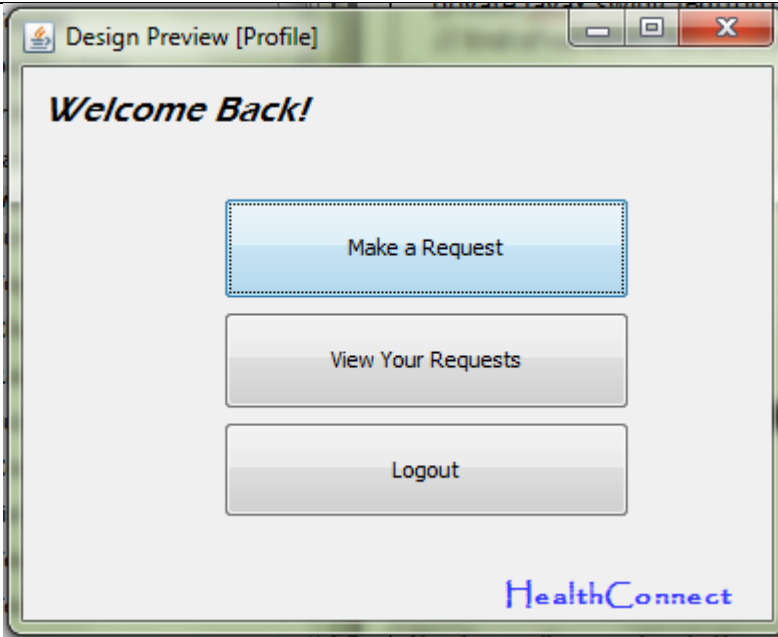 Design Preview [Profile]
Welcome Back!
Make a Request
View Your Requests
Logout
HealthConnect